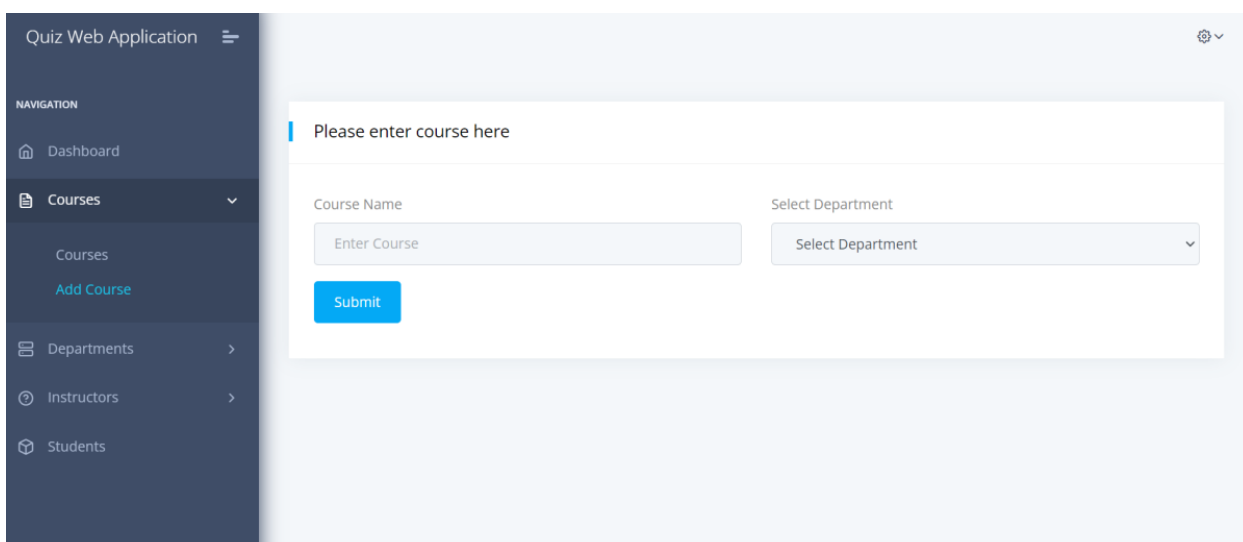 Quiz Web Application
NAVIGATION
Dashboard
Courses
Courses
Add Course
Departments
Instructors
Students
Please enter course here
Course Name
Select Department
Enter Course
Select Department
Submit